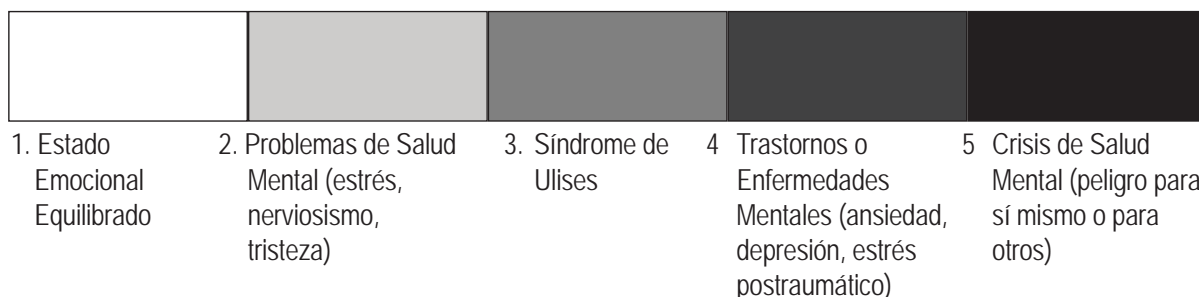 1. Estado
Emocional
Equilibrado
2. Problemas de Salud
Mental (estrés,
nerviosismo,
tristeza)
3. Síndrome de
Ulises
4 Trastornos o
Enfermedades
Mentales (ansiedad,
depresión, estrés
postraumático)
5 Crisis de Salud
Mental (peligro para
sí mismo o para
otros)